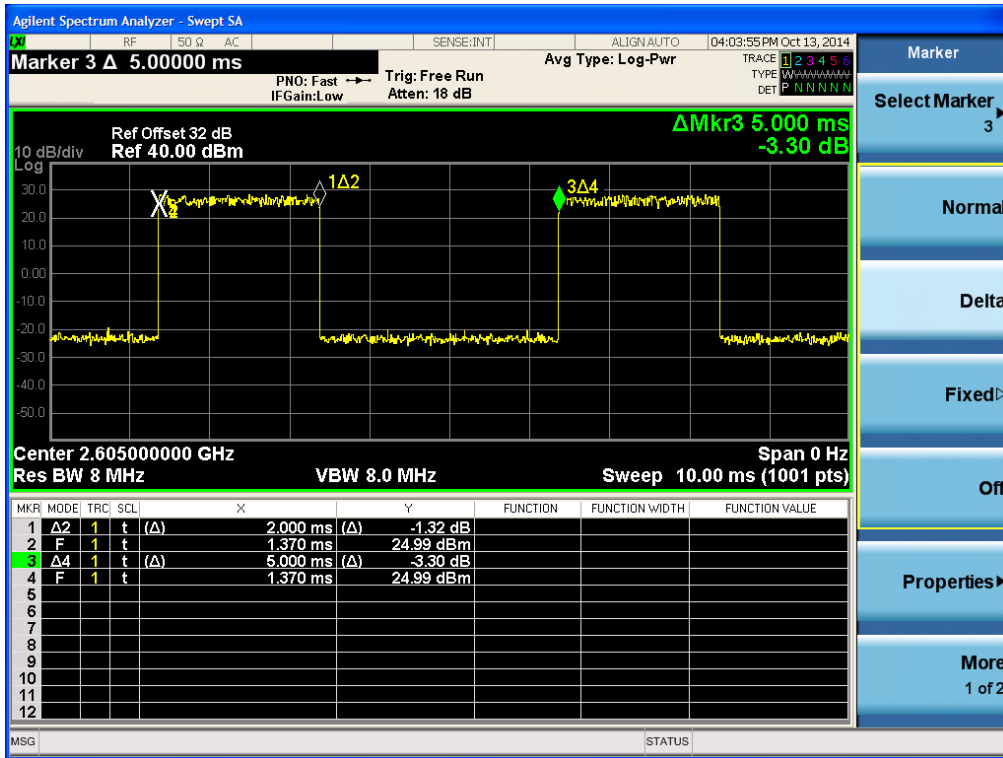 Agilent Spectrum Analyzer - Swept SA
LXI RF 50 Ω AC SENSE:INT ALIGN AUTO 04:03:55 PM Oct 13, 2014
Marker 3 Δ 5.00000 ms
PNO: Fast
IFGain:Low
Trig: Free Run
Atten: 18 dB
Avg Type: Log-Pwr
TRACE 1 2 3 4 5 6
TYPE W
DET P N N N N N
ΔMkr3 5.000 ms
-3.30 dB
Ref Offset 32 dB
10 dB/div Ref 40.00 dBm
Log
30.0
20.0
10.0
0.00
-10.0
-20.0
-30.0
-40.0
-50.0
1Δ2
3Δ4
Center 2.605000000 GHz Span 0 Hz
Res BW 8 MHz VBW 8.0 MHz Sweep 10.00 ms (1001 pts)
MKR MODE TRC SCL X Y FUNCTION FUNCTION WIDTH FUNCTION VALUE
1 Δ2 1 t (Δ) 2.000 ms (Δ) -1.32 dB
2 F 1 t 1.370 ms 24.99 dBm
3 Δ4 1 t (Δ) 5.000 ms (Δ) -3.30 dB
4 F 1 t 1.370 ms 24.99 dBm
5
6
7
8
9
10
11
12
MSG STATUS
Marker
Select Marker
3
Normal
Delta
Fixed
Off
Properties
More
1 of 2